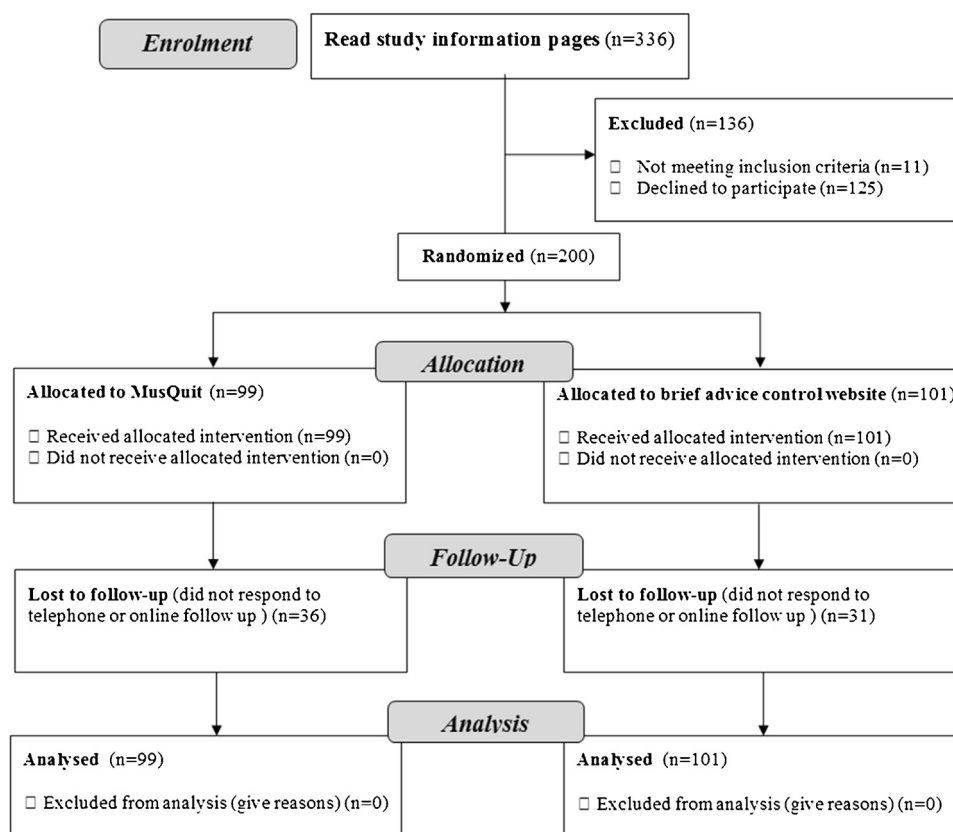 Enrolment
Read study information pages (n=336)
Excluded (n=136)
Not meeting inclusion criteria (n=11)
Declined to participate (n=125)
Randomized (n=200)
Allocation
Allocated to MusQuit (n=99)
Received allocated intervention (n=99)
Did not receive allocated intervention (n=0)
Allocated to brief advice control website (n=101)
Received allocated intervention (n=101)
Did not receive allocated intervention (n=0)
Follow-Up
Lost to follow-up (did not respond to
telephone or online follow up ) (n=36)
Lost to follow-up (did not respond to
telephone or online follow up ) (n=31)
Analysis
Analysed (n=99)
Excluded from analysis (give reasons) (n=0)
Analysed (n=101)
Excluded from analysis (give reasons) (n=0)